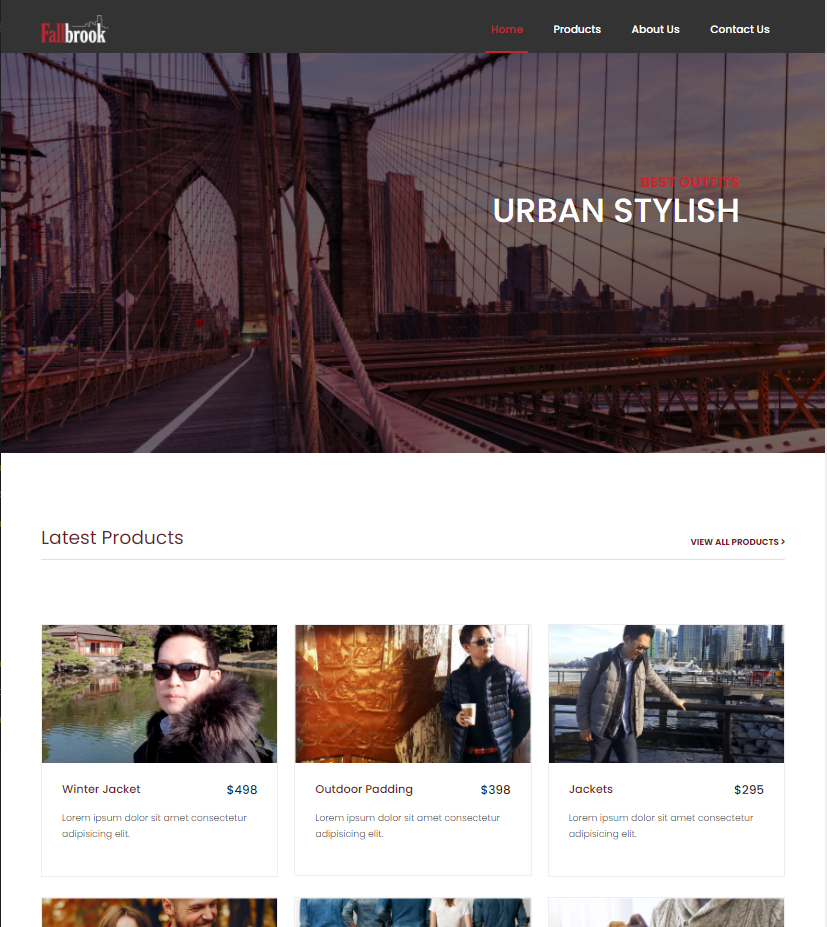 Fallbrook
Home Products About Us Contact Us
BEST OUTFITS
URBAN STYLISH
Latest Products
VIEW ALL PRODUCTS >
Winter Jacket $498
Lorem ipsum dolor sit amet consectetur
adipisicing elit.
Outdoor Padding $398
Lorem ipsum dolor sit amet consectetur
adipisicing elit.
Jackets $295
Lorem ipsum dolor sit amet consectetur
adipisicing elit.